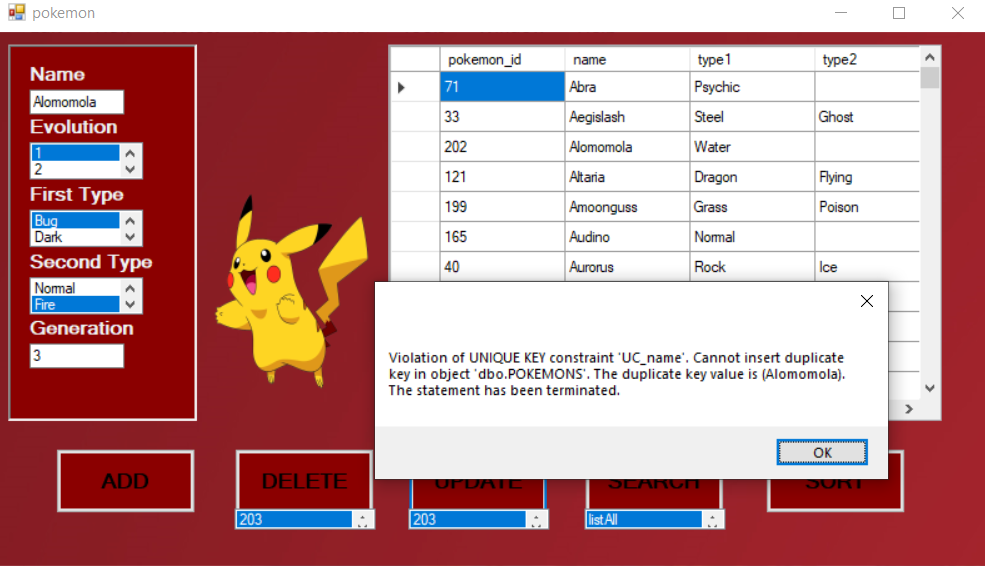 pokemon
Name
Alomomola
Evolution
1
2
First Type
Bug
Dark
Second Type
Normal
Fire
Generation
3
pokemon_id name type1 type2
71 Abra Psychic
33 Aegislash Steel Ghost
202 Alomomola Water
121 Altaria Dragon Flying
199 Amoonguss Grass Poison
165 Audino Normal
40 Aurorus Rock Ice
Violation of UNIQUE KEY constraint 'UC_name'. Cannot insert duplicate
key in object 'dbo.POKEMONS'. The duplicate key value is (Alomomola).
The statement has been terminated.
OK
ADD DELETE UPDATE SEARCH SORT
203 203 listAll